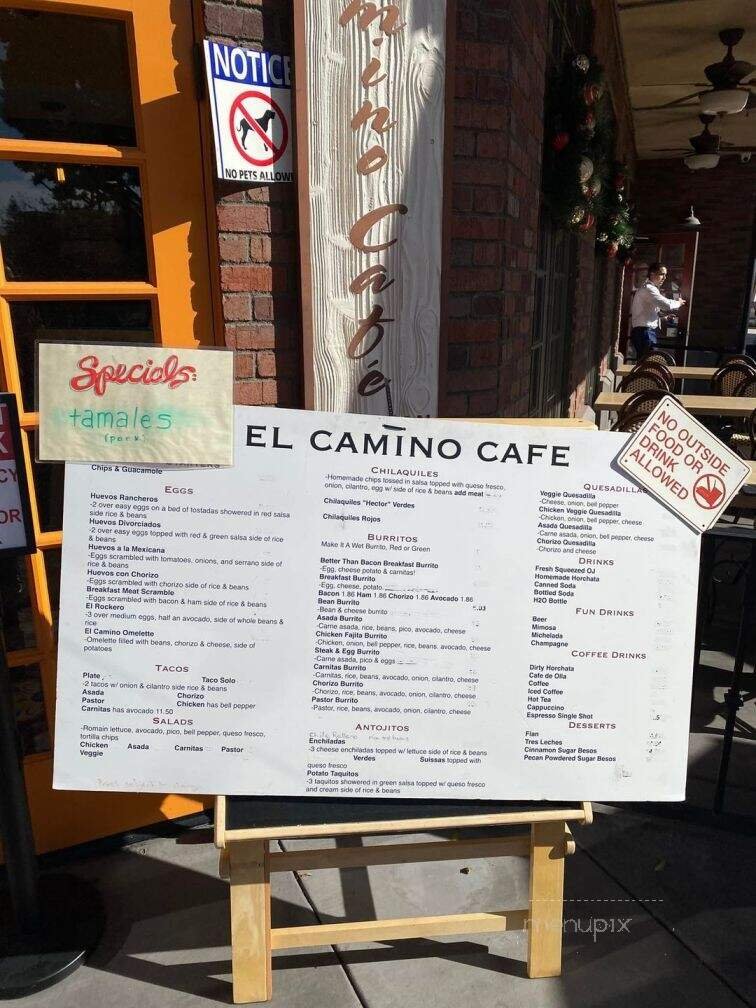 NOTICE
NO PETS ALLOW
mino Café
Specials:
tamales
(pork)
CY
OR
NO OUTSIDE
FOOD OR
DRINK
ALLOWED
EL CAMINO CAFE
Chips & Guacamole
EGGS
Huevos Rancheros
-2 over easy eggs on a bed of tostadas showered in red salsa
side rice & beans
Huevos Divorciados
-2 over easy eggs topped with red & green salsa side of rice
& beans
Huevos a la Mexicana
-Eggs scrambled with tomatoes, onions, and serrano side of
rice & beans
Huevos con Chorizo
-Eggs scrambled with chorizo side of rice & beans
Breakfast Meat Scramble
-Eggs scrambled with bacon & ham side of rice & beans
El Rockero
-3 over medium eggs, half an avocado, side of whole beans &
rice
El Camino Omelette
-Omelette filled with beans, chorizo & cheese, side of
potatoes
TACOS
Plate Taco Solo
-2 tacos w/ onion & cilantro side rice & beans
Asada Chorizo
Pastor Chicken has bell pepper
Carnitas has avocado 11.50
SALADS
-Romain lettuce, avocado, pico, bell pepper, queso fresco,
tortilla chips
Chicken Asada Carnitas Pastor
Veggie
CHILAQUILES
-Homemade chips tossed in salsa topped with queso fresco,
onion, cilantro, egg w/ side of rice & beans add meat
Chilaquiles "Hector" Verdes
Chilaquiles Rojos
BURRITOS
Make It A Wet Burrito, Red or Green
Better Than Bacon Breakfast Burrito
-Egg, cheese potato & carnitas!
Breakfast Burrito
-Egg, cheese, potato
Bacon 1.86 Ham 1.86 Chorizo 1.86 Avocado 1.86
Bean Burrito
-Bean & cheese burrito
Asada Burrito
-Carne asada, rice, beans, pico, avocado, cheese
Chicken Fajita Burrito
-Chicken, onion, bell pepper, rice, beans, avocado, cheese
Steak & Egg Burrito
-Carne asada, pico & eggs
Carnitas Burrito
-Carnitas, rice, beans, avocado, onion, cilantro, cheese
Chorizo Burrito
-Chorizo, rice, beans, avocado, onion, cilantro, cheese
Pastor Burrito
-Pastor, rice, beans, avocado, onion, cilantro, cheese
ANTOJITOS
Chile Relleno
Enchiladas
-3 cheese enchiladas topped w/ lettuce side of rice & beans
Verdes Suissas topped with
queso fresco
Potato Taquitos
-3 taquitos showered in green salsa topped w/ queso fresco
and cream side of rice & beans
QUESADILLAS
Veggie Quesadilla
-Cheese, onion, bell pepper
Chicken Veggie Quesadilla
-Chicken, onion, bell pepper, cheese
Asada Quesadilla
-Carne asada, onion, bell pepper, cheese
Chorizo Quesadilla
-Chorizo and cheese
DRINKS
Fresh Squeezed OJ
Homemade Horchata
Canned Soda
Bottled Soda
H2O Bottle
FUN DRINKS
Beer
Mimosa
Michelada
Champagne
COFFEE DRINKS
Dirty Horchata
Cafe de Olla
Coffee
Iced Coffee
Hot Tea
Cappuccino
Espresso Single Shot
DESSERTS
Flan
Tres Leches
Cinnamon Sugar Besos
Pecan Powdered Sugar Besos
menupix